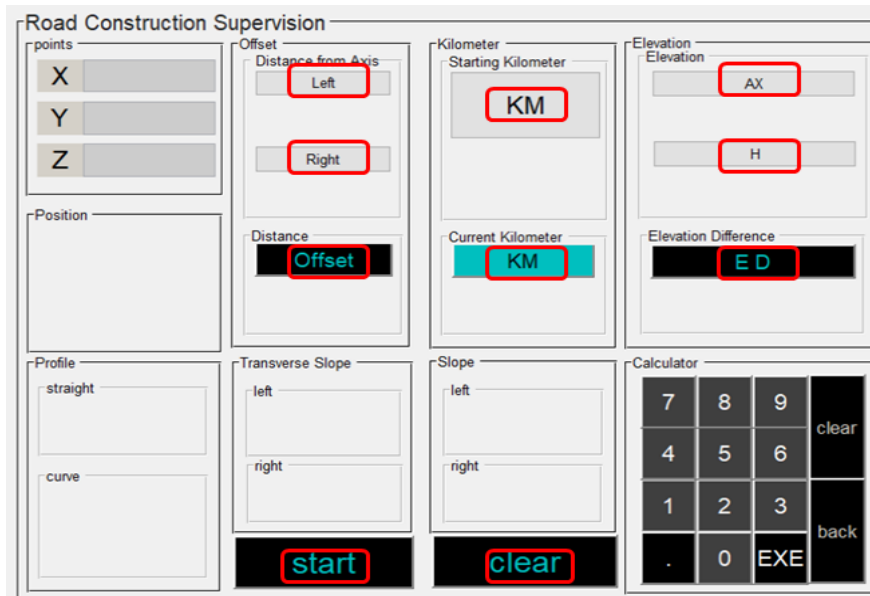 Road Construction Supervision
points
X
Y
Z
Position
Offset
Distance from Axis
Left
Right
Distance
Offset
Kilometer
Starting Kilometer
KM
Current Kilometer
KM
Elevation
Elevation
AX
H
Elevation Difference
E D
Profile
straight
curve
Transverse Slope
left
right
start
Slope
left
right
clear
Calculator
7 8 9
clear
4 5 6
1 2 3
back
. 0 EXE